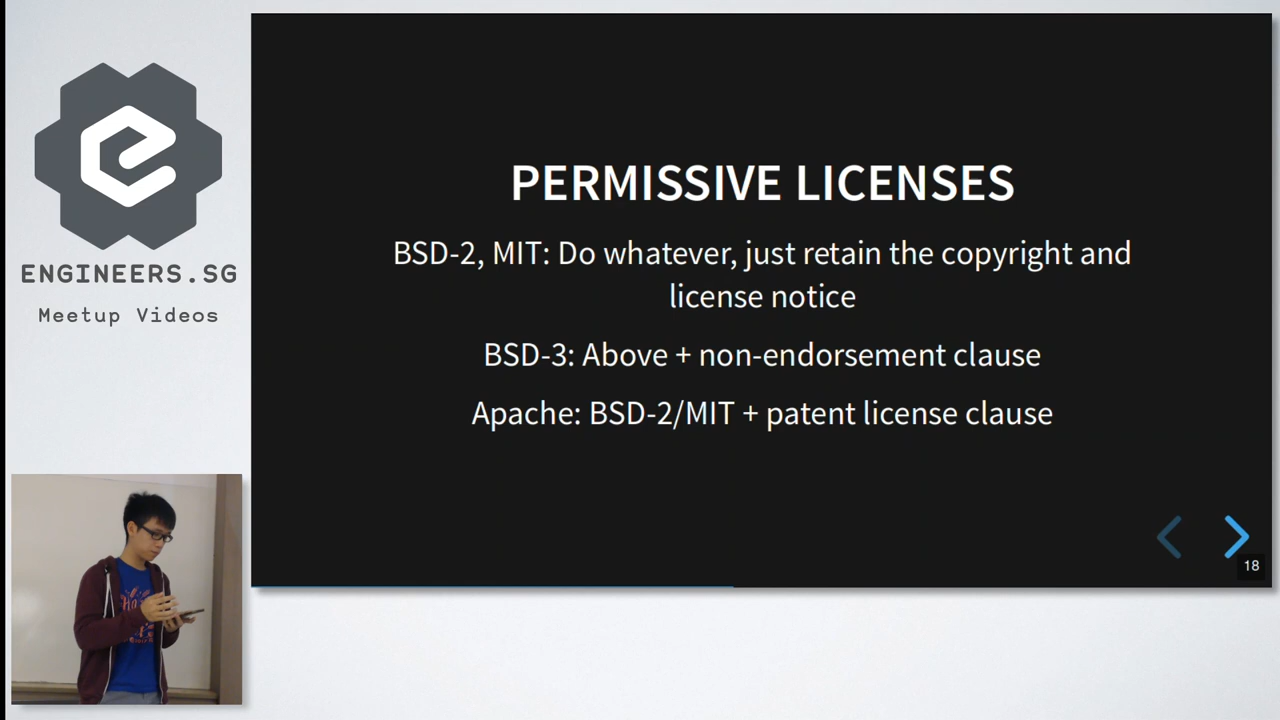 ENGINEERS.SG
Meetup Videos
PERMISSIVE LICENSES
BSD-2, MIT: Do whatever, just retain the copyright and
license notice
BSD-3: Above + non-endorsement clause
Apache: BSD-2/MIT + patent license clause
18